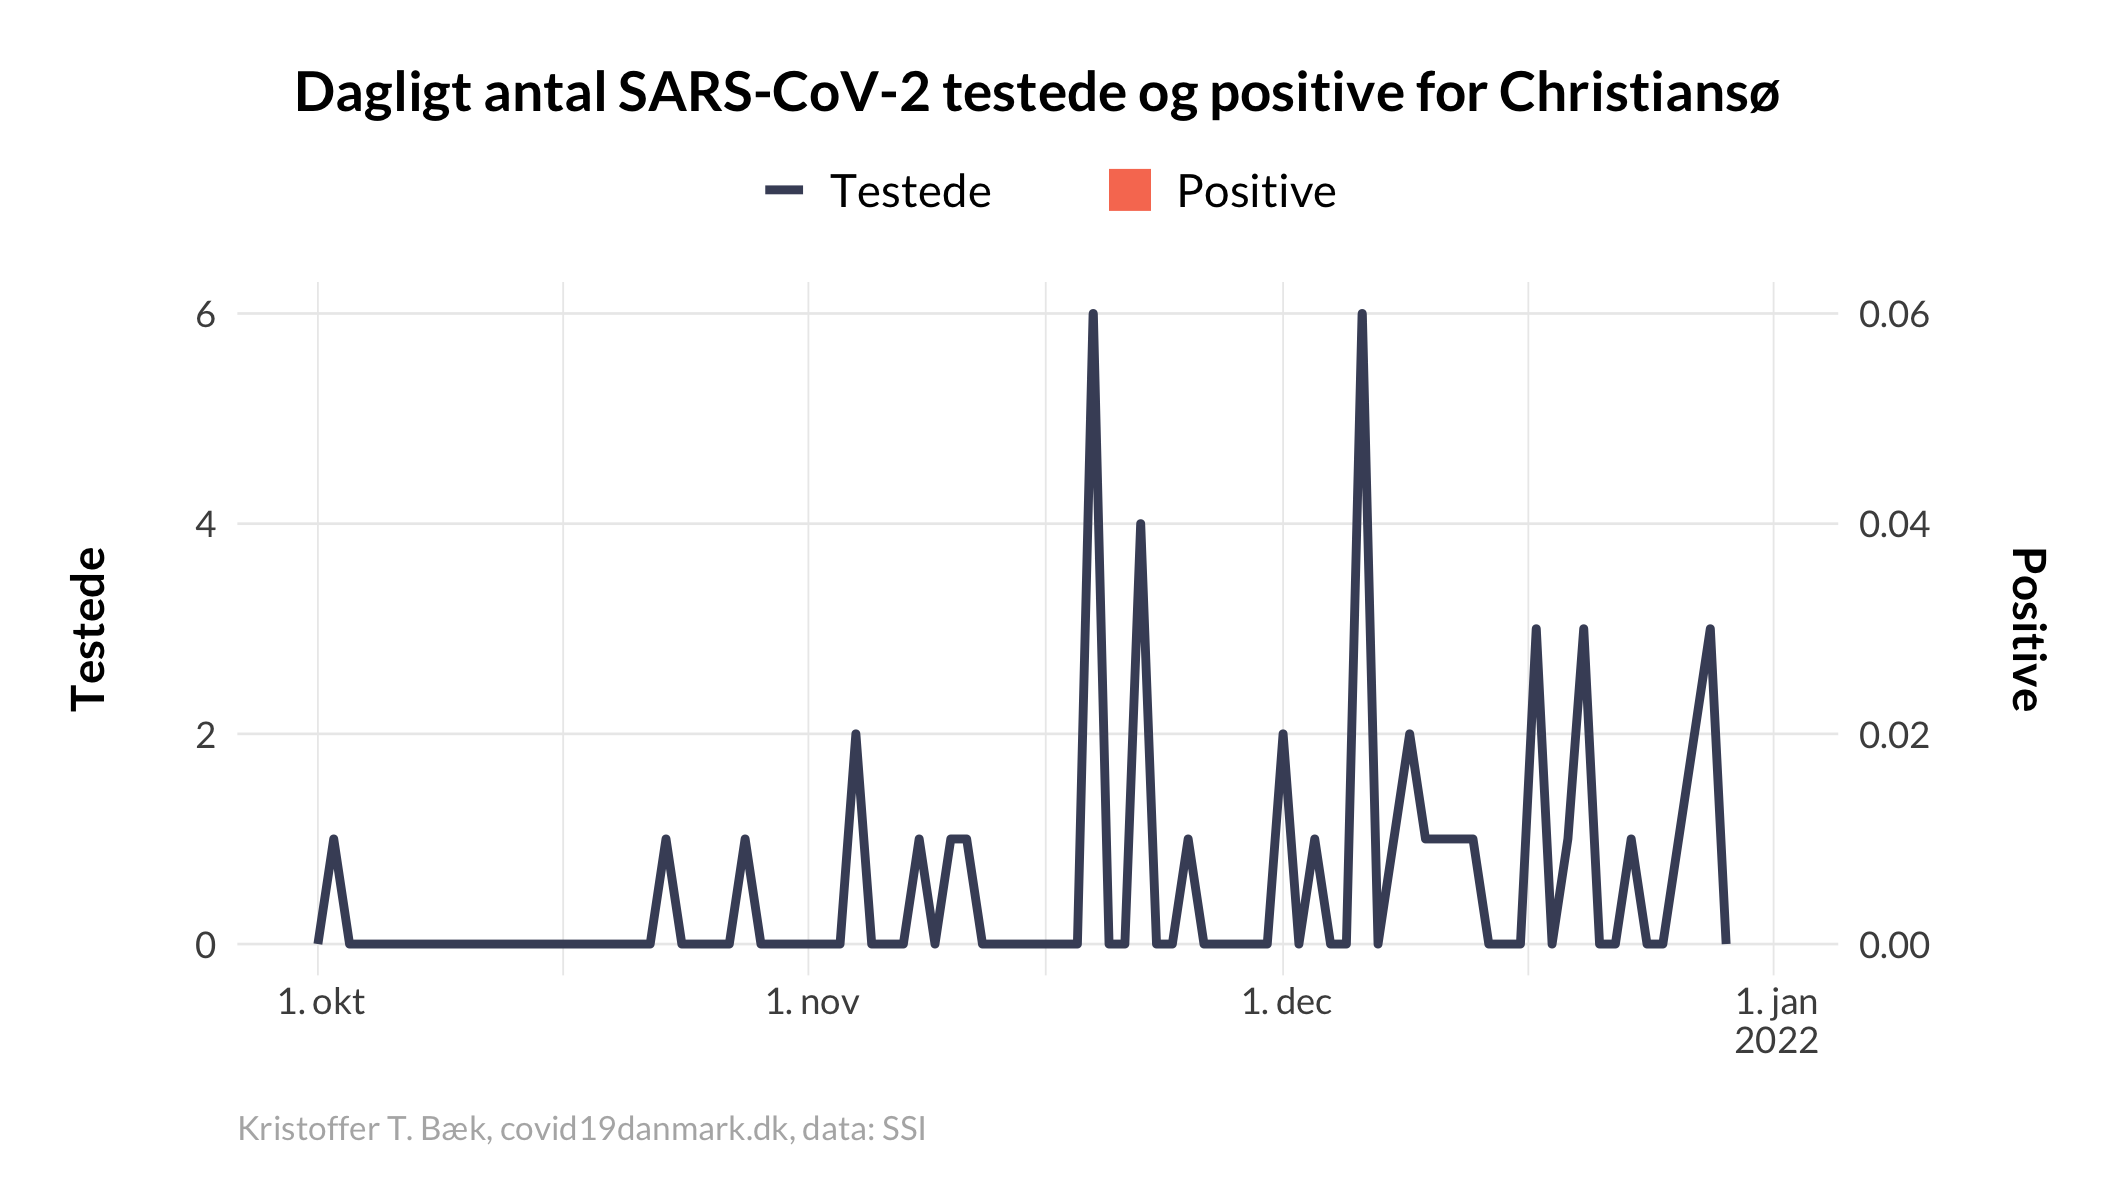 Dagligt antal SARS-CoV-2 testede og positive for Christiansø
Testede
Positive
6
4
2
0
0.06
0.04
0.02
0.00
Testede
Positive
1. okt
1. nov
1. dec
1. jan
2022
Kristoffer T. Bæk, covid19danmark.dk, data: SSI